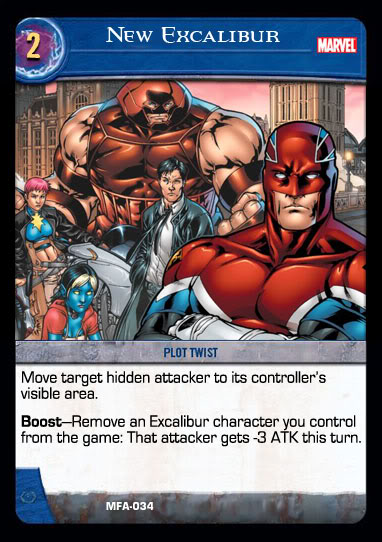 2
New Excalibur
MARVEL
PLOT TWIST
Move target hidden attacker to its controller's
visible area.
Boost—Remove an Excalibur character you control
from the game: That attacker gets -3 ATK this turn.
MFA-034